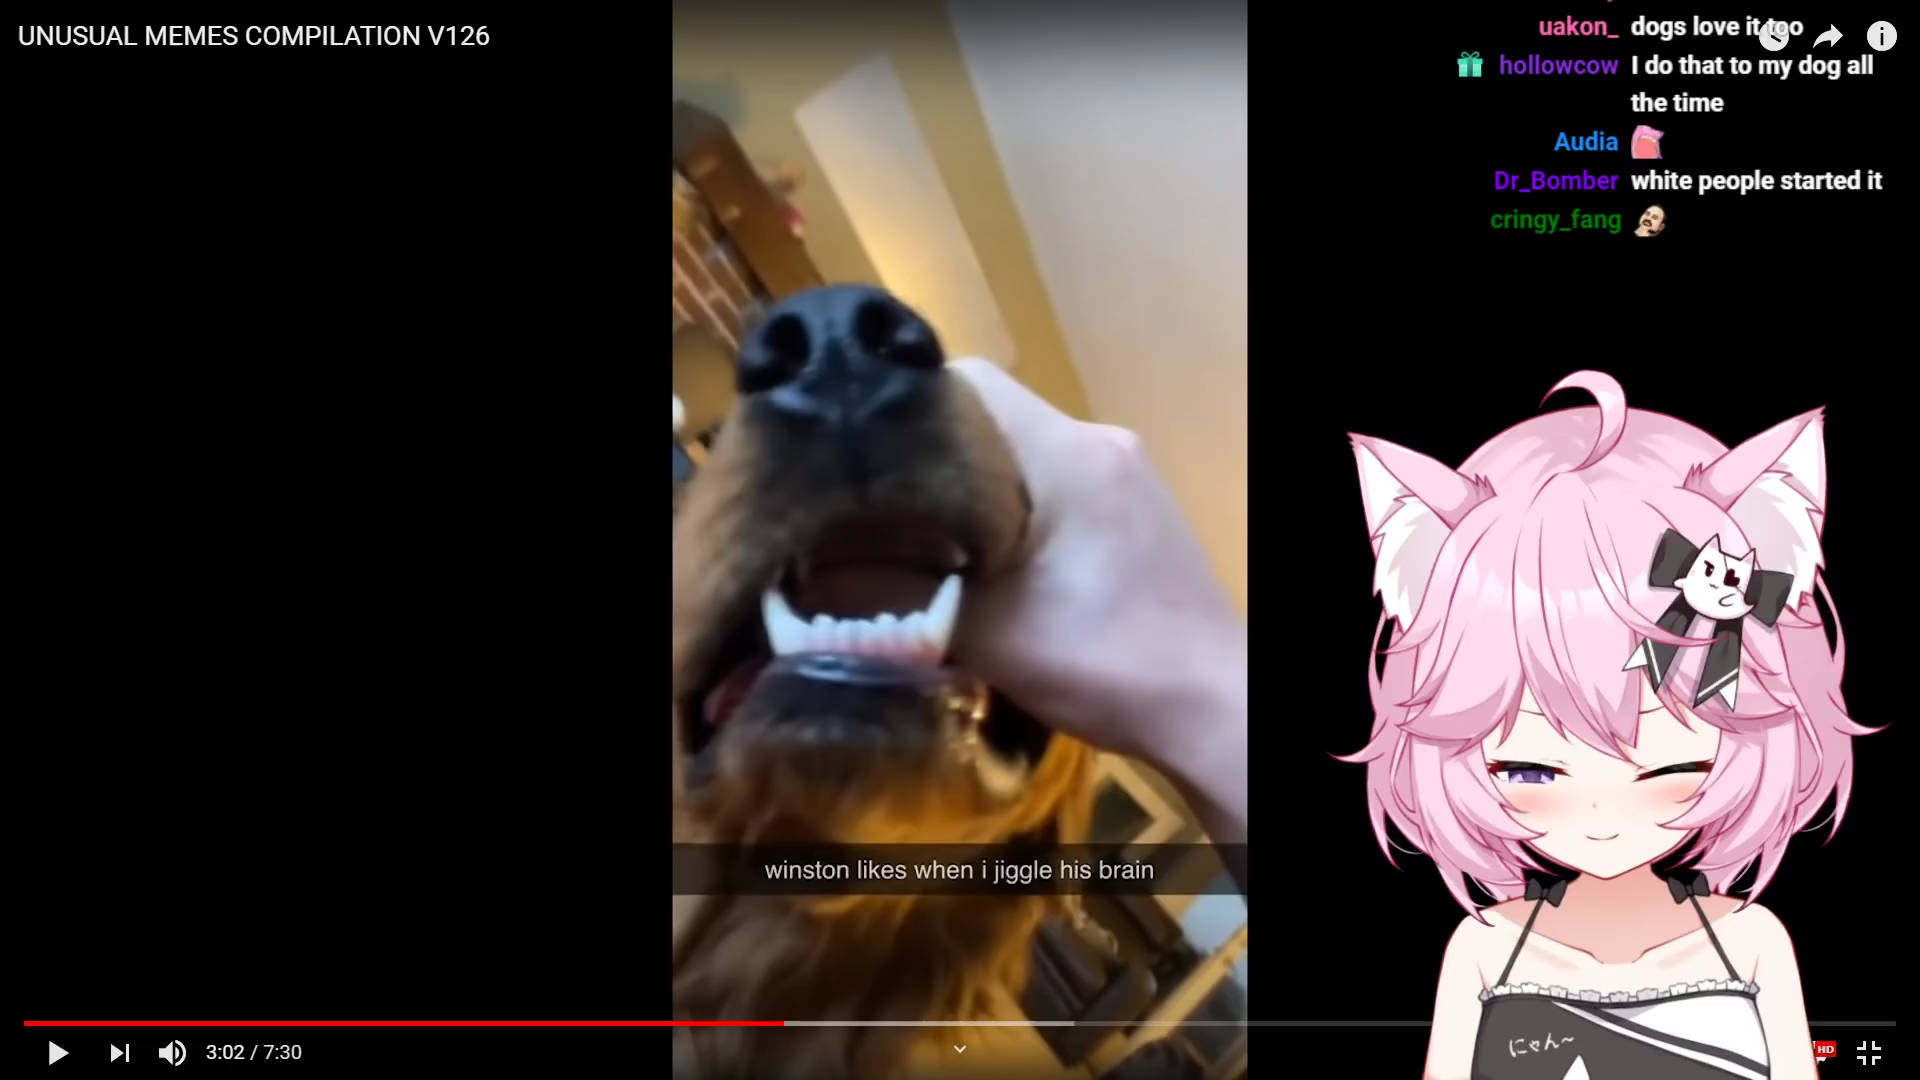 UNUSUAL MEMES COMPILATION V126
uakon_ dogs love it too
hollowcow I do that to my dog all
the time
Audia
Dr_Bomber white people started it
cringy_fang
winston likes when i jiggle his brain
3:02 / 7:30
HD
にゃん~